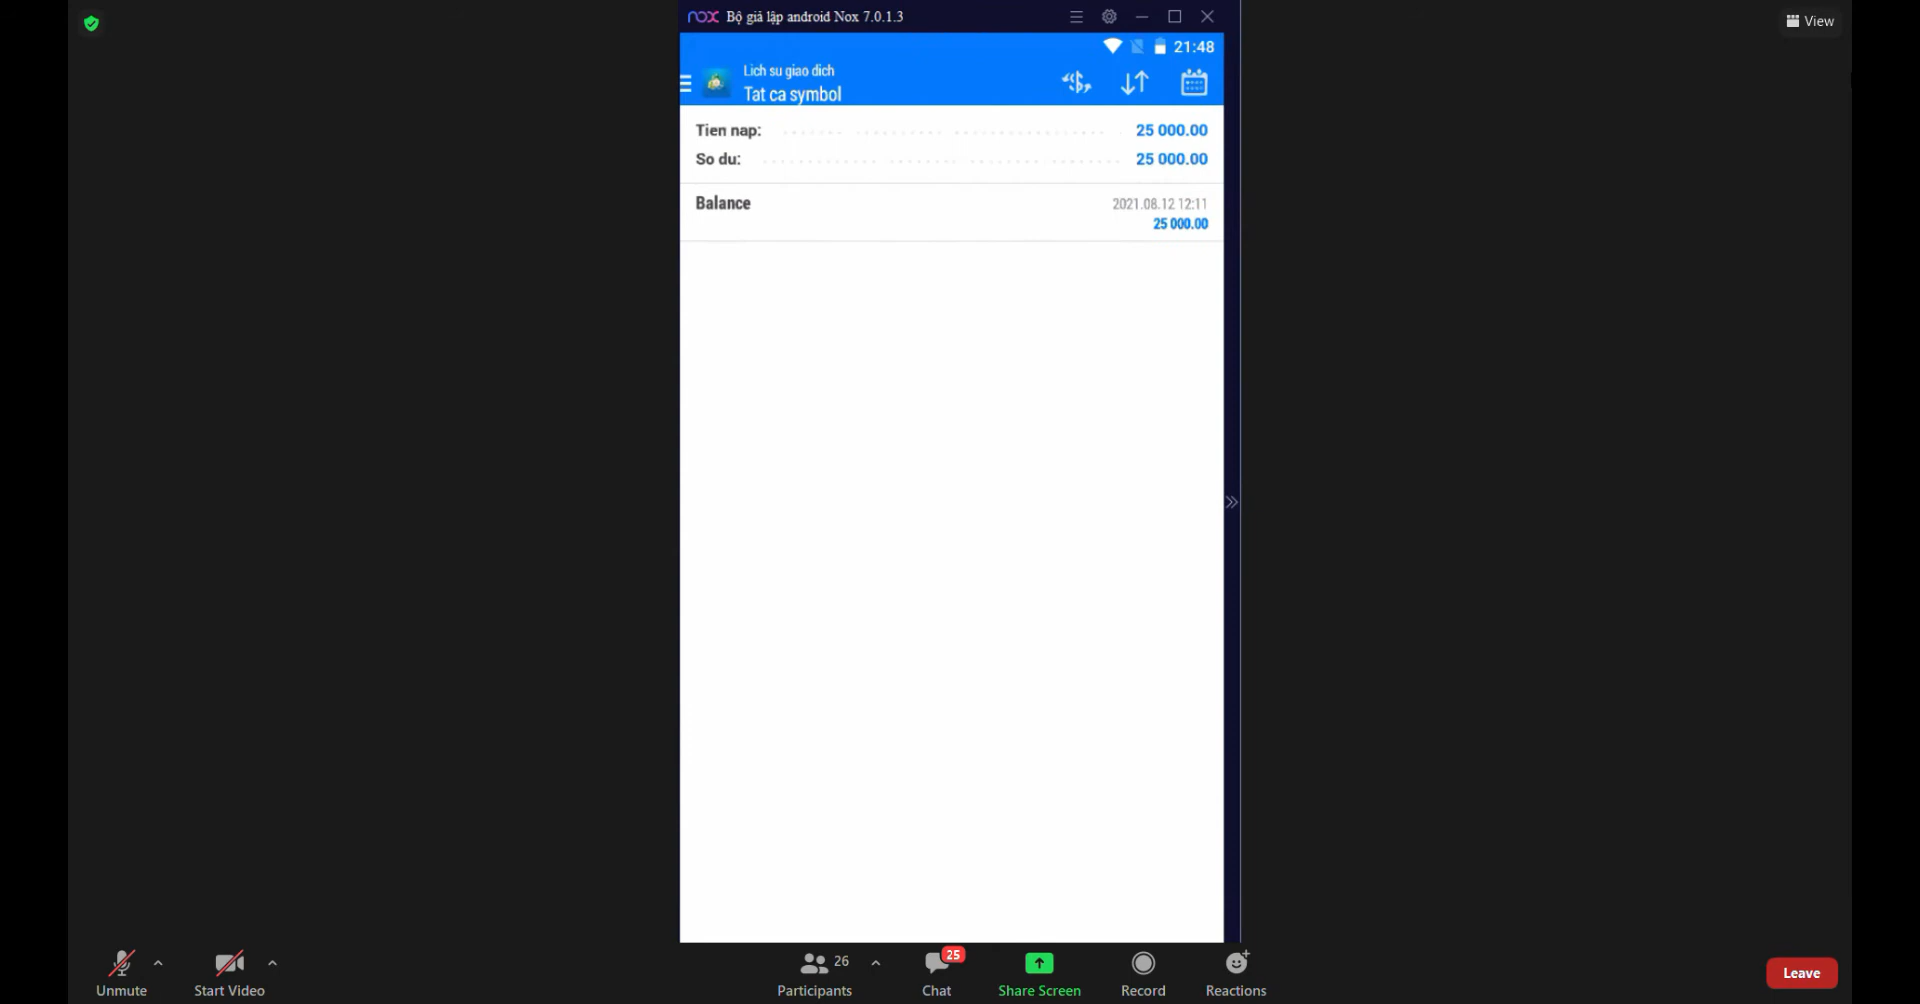 nox Bộ giả lập android Nox 7.0.1.3
View
21:48
Lich su giao dich
Tat ca symbol
Tien nap: 25 000.00
So du: 25 000.00
Balance 2021.08.12 12:11
25 000.00
26
25
Unmute
Start Video
Participants
Chat
Share Screen
Record
Reactions
Leave